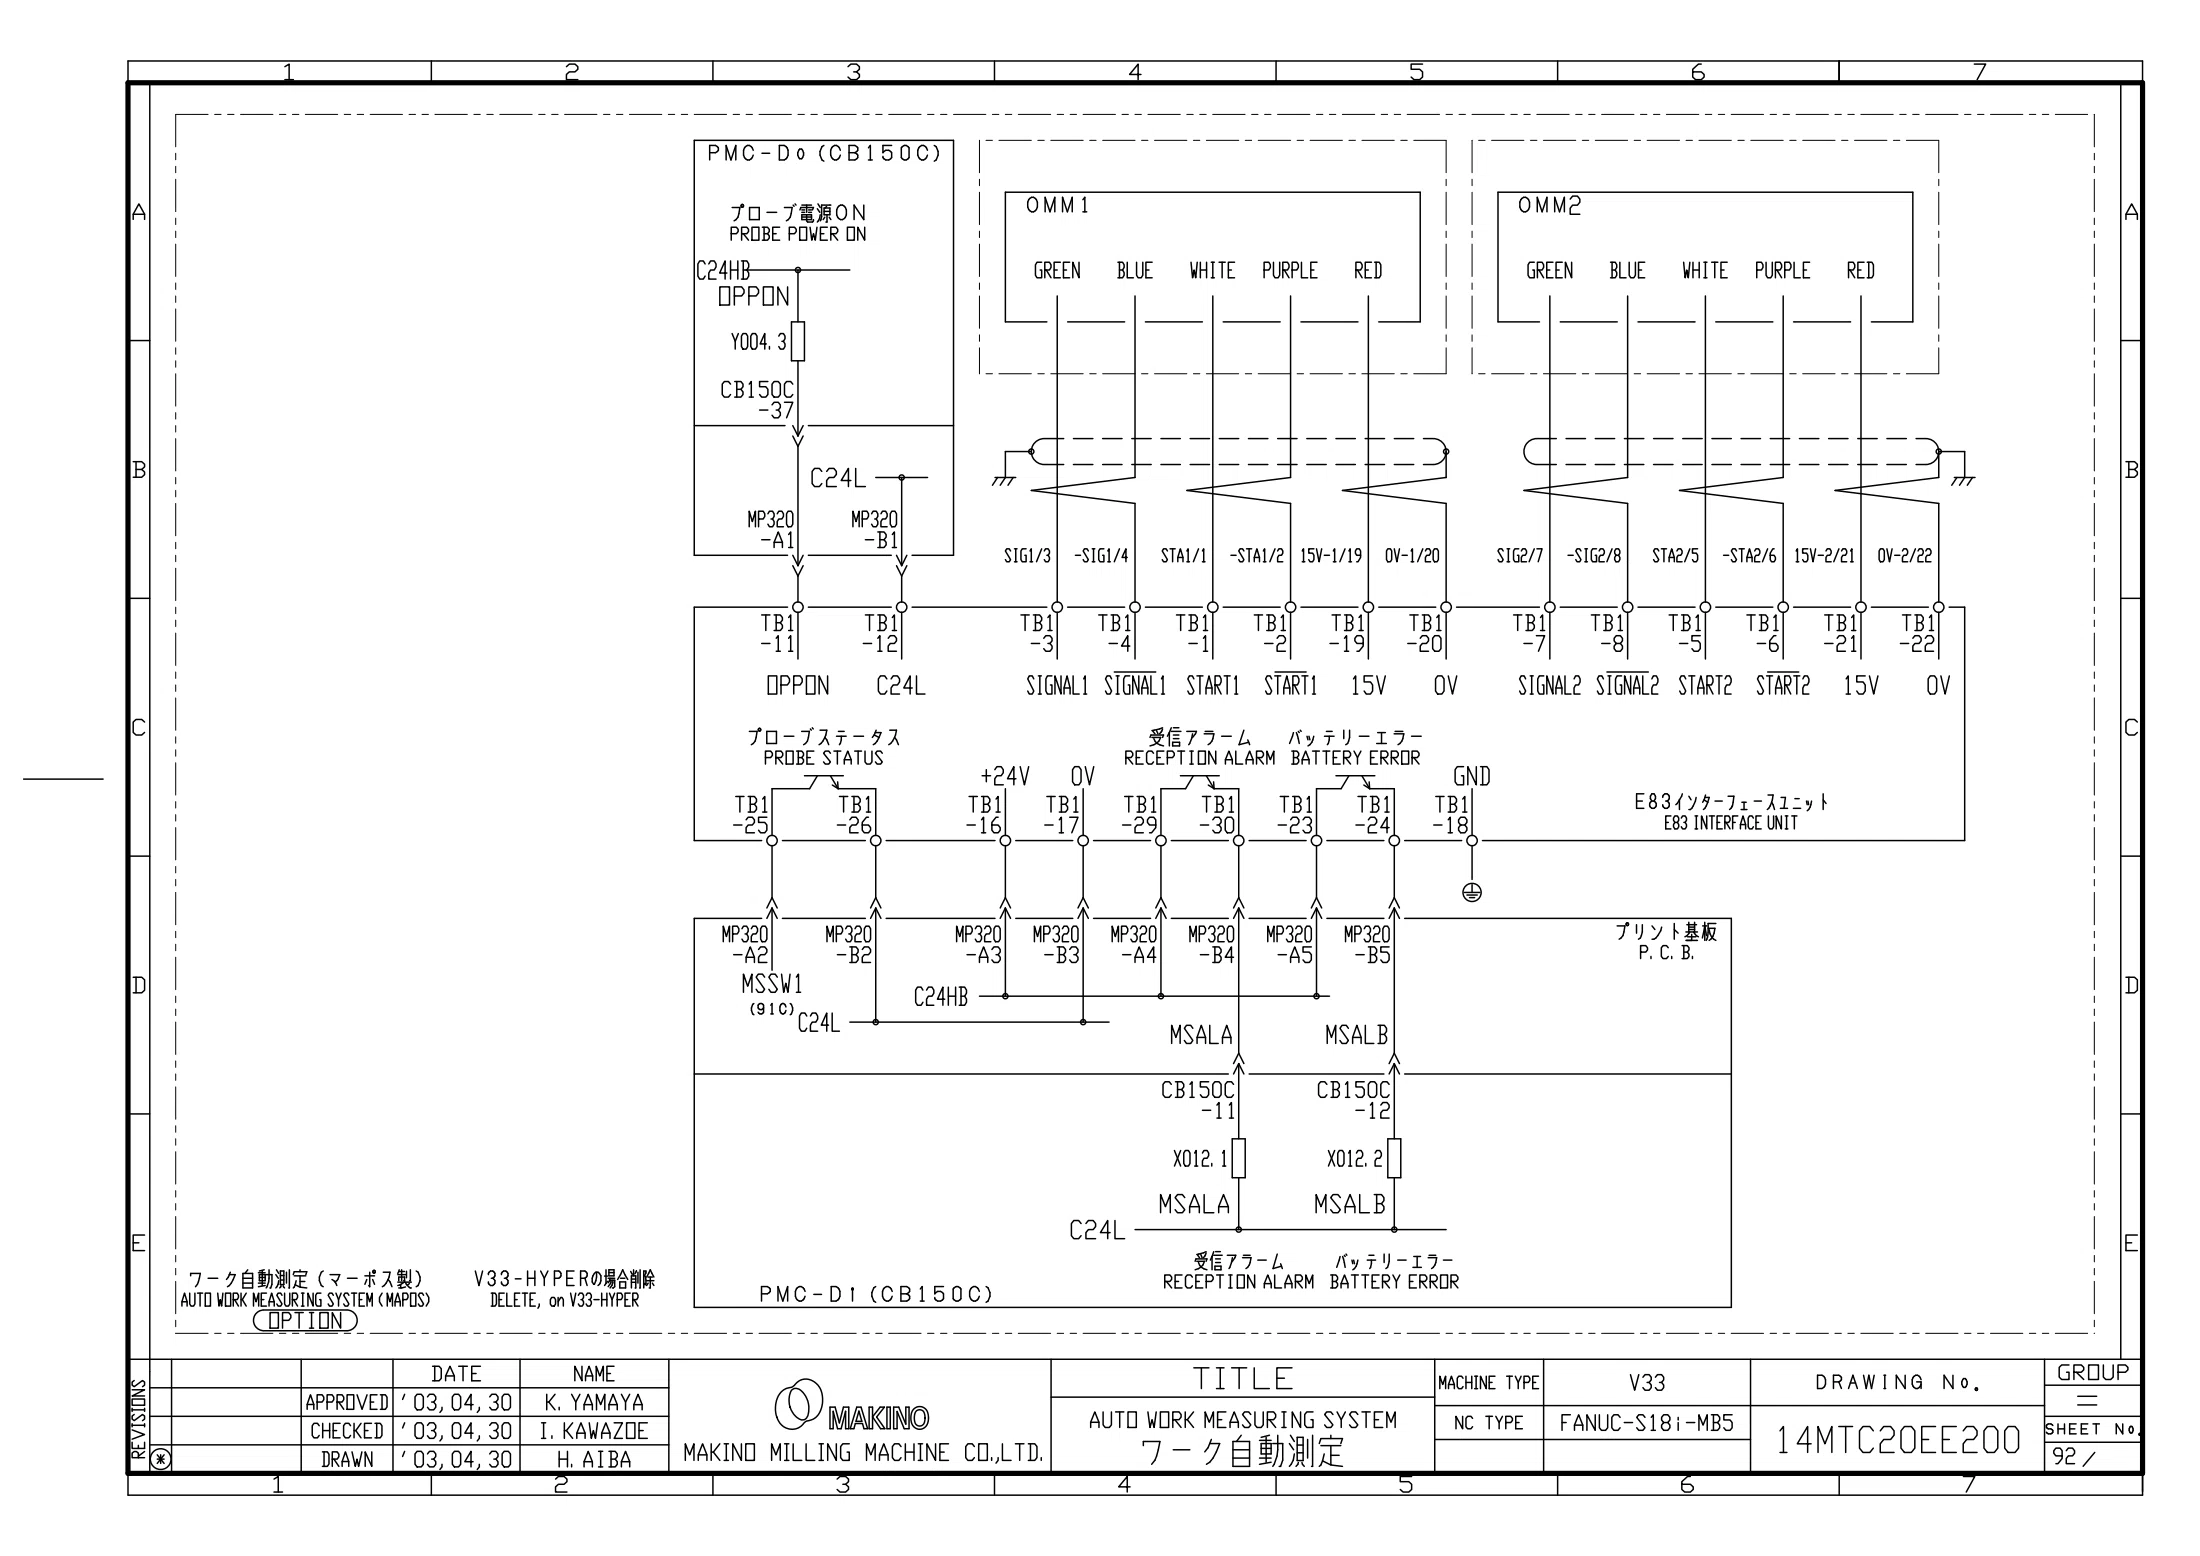 1 2 3 4 5 6 7
A
B
C
D
E
A
B
C
D
E
PMC-Do (CB150C)
プローブ電源ON
PROBE POWER ON
C24HB
OPPON
Y004.3
CB150C
-37
C24L
MP320
-A1
MP320
-B1
OMM1
GREEN BLUE WHITE PURPLE RED
OMM2
GREEN BLUE WHITE PURPLE RED
SIG1/3 -SIG1/4 STA1/1 -STA1/2 15V-1/19 0V-1/20 SIG2/7 -SIG2/8 STA2/5 -STA2/6 15V-2/21 0V-2/22
TB1 TB1 TB1 TB1 TB1 TB1 TB1 TB1 TB1 TB1 TB1 TB1 TB1 TB1
-11 -12 -3 -4 -1 -2 -19 -20 -7 -8 -5 -6 -21 -22
OPPON C24L SIGNAL1 SIGNAL1 START1 START1 15V 0V SIGNAL2 SIGNAL2 START2 START2 15V 0V
プローブステータス
PROBE STATUS
受信アラーム
RECEPTION ALARM
バッテリーエラー
BATTERY ERROR
+24V 0V GND
TB1 TB1 TB1 TB1 TB1 TB1 TB1 TB1 TB1
-25 -26 -16 -17 -29 -30 -23 -24 -18
E83インターフェースユニット
E83 INTERFACE UNIT
MP320 MP320 MP320 MP320 MP320 MP320 MP320 MP320
-A2 -B2 -A3 -B3 -A4 -B4 -A5 -B5
プリント基板
P.C.B.
MSSW1
(91C)
C24HB
C24L
MSALA MSALB
CB150C CB150C
-11 -12
X012.1 X012.2
MSALA MSALB
C24L
受信アラーム バッテリーエラー
RECEPTION ALARM BATTERY ERROR
PMC-Di (CB150C)
ワーク自動測定(マーポス製)
AUTO WORK MEASURING SYSTEM (MAPOS)
OPTION
V33-HYPERの場合削除
DELETE, on V33-HYPER
REVISIONS
*
DATE NAME
APPROVED '03,04,30 K. YAMAYA
CHECKED '03,04,30 I. KAWAZOE
DRAWN '03,04,30 H. AIBA
MAKINO
MAKINO MILLING MACHINE CO.,LTD.
TITLE
AUTO WORK MEASURING SYSTEM
ワーク自動測定
MACHINE TYPE V33
NC TYPE FANUC-S18i-MB5
DRAWING No.
14MTC20EE200
GROUP
=
SHEET No.
92/
1 2 3 4 5 6 7